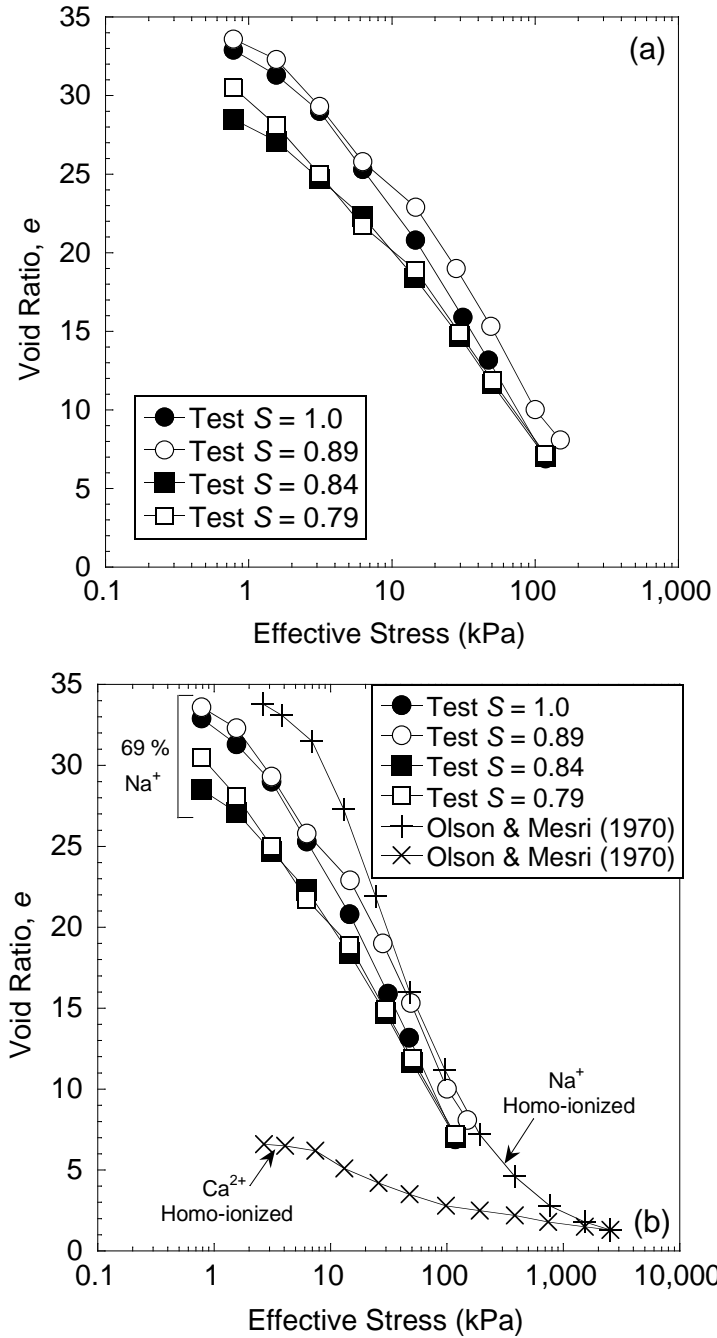 (a)
35
30
25
20
15
10
5
0
Void Ratio, e
Test S = 1.0
Test S = 0.89
Test S = 0.84
Test S = 0.79
0.1 1 10 100 1,000
Effective Stress (kPa)
35
30
25
20
15
10
5
0
Void Ratio, e
69 %
Na⁺
Test S = 1.0
Test S = 0.89
Test S = 0.84
Test S = 0.79
Olson & Mesri (1970)
Olson & Mesri (1970)
Na⁺
Homo-ionized
Ca²⁺
Homo-ionized
(b)
0.1 1 10 100 1,000 10,000
Effective Stress (kPa)